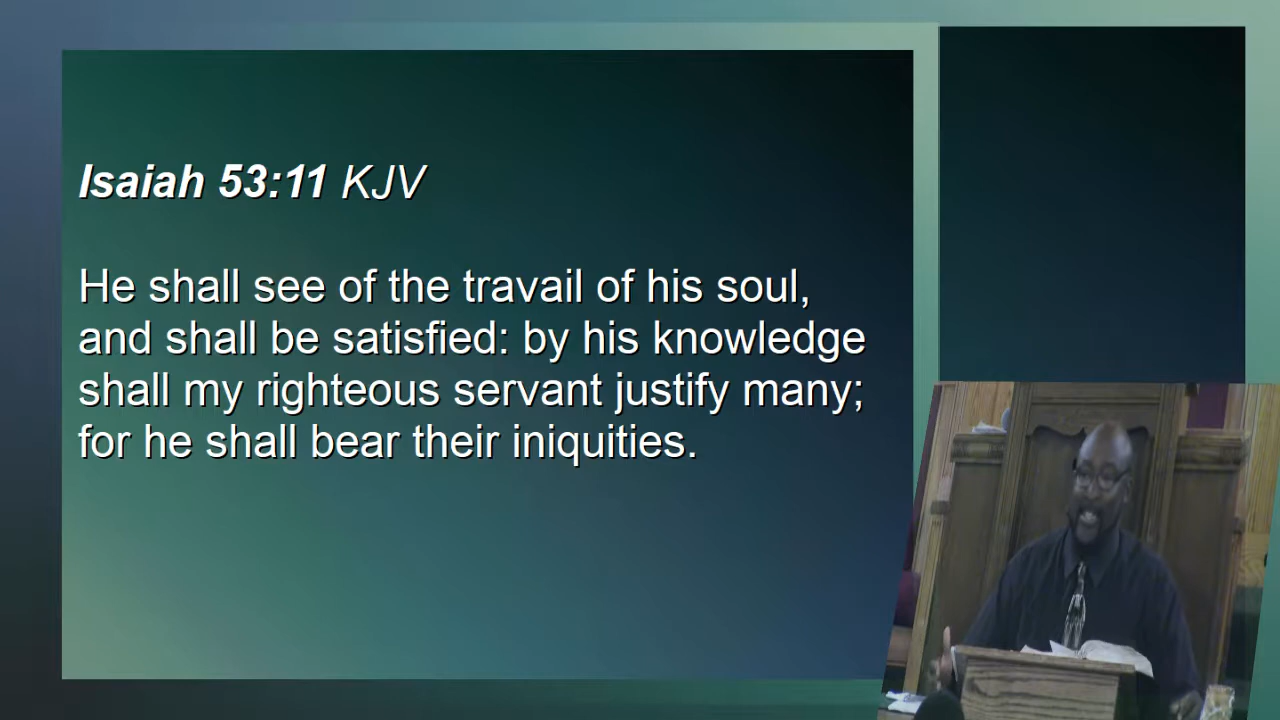 Isaiah 53:11 KJV
He shall see of the travail of his soul,
and shall be satisfied: by his knowledge
shall my righteous servant justify many;
for he shall bear their iniquities.